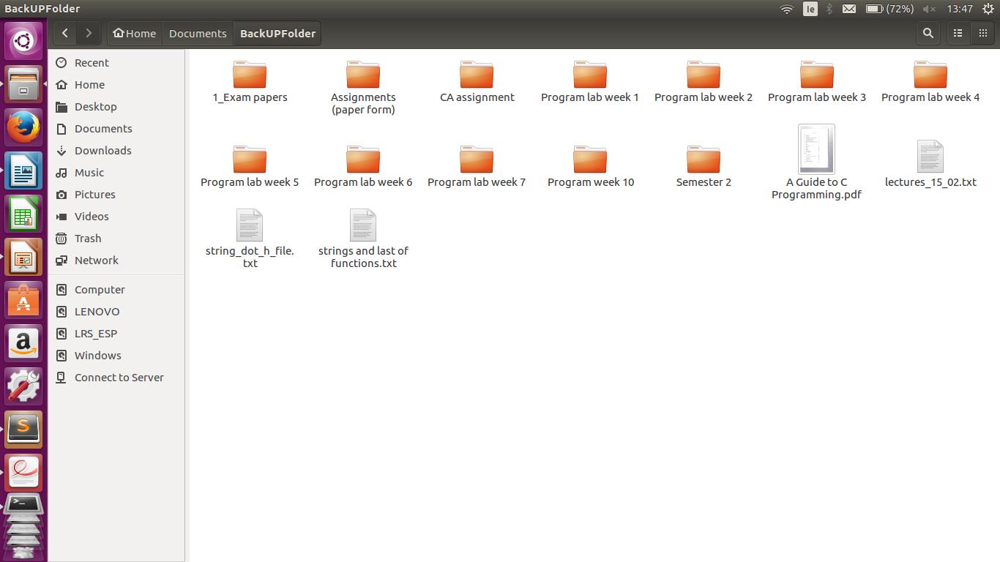 BackUPFolder
Ie
(72%)
13:47
Home
Documents
BackUPFolder
Recent
Home
Desktop
Documents
Downloads
Music
Pictures
Videos
Trash
Network
Computer
LENOVO
LRS_ESP
Windows
Connect to Server
1_Exam papers
Assignments
(paper form)
CA assignment
Program lab week 1
Program lab week 2
Program lab week 3
Program lab week 4
Program lab week 5
Program lab week 6
Program lab week 7
Program week 10
Semester 2
A Guide to C
Programming.pdf
lectures_15_02.txt
string_dot_h_file.
txt
strings and last of
functions.txt
A
a
S
>_